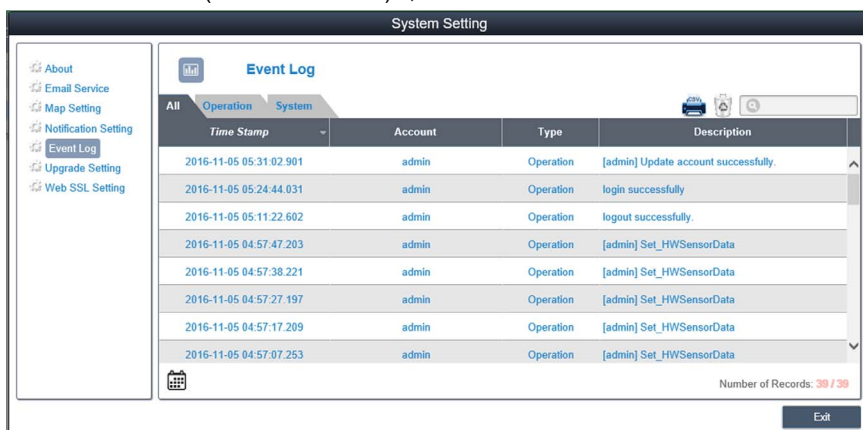 System Setting
About
Email Service
Map Setting
Notification Setting
Event Log
Upgrade Setting
Web SSL Setting
Event Log
All Operation System
CSV
Time Stamp Account Type Description
2016-11-05 05:31:02.901 admin Operation [admin] Update account successfully.
2016-11-05 05:24:44.031 admin Operation login successfully
2016-11-05 05:11:22.602 admin Operation logout successfully.
2016-11-05 04:57:47.203 admin Operation [admin] Set_HWSensorData
2016-11-05 04:57:38.221 admin Operation [admin] Set_HWSensorData
2016-11-05 04:57:27.197 admin Operation [admin] Set_HWSensorData
2016-11-05 04:57:17.209 admin Operation [admin] Set_HWSensorData
2016-11-05 04:57:07.253 admin Operation [admin] Set_HWSensorData
Number of Records: 39 / 39
Exit